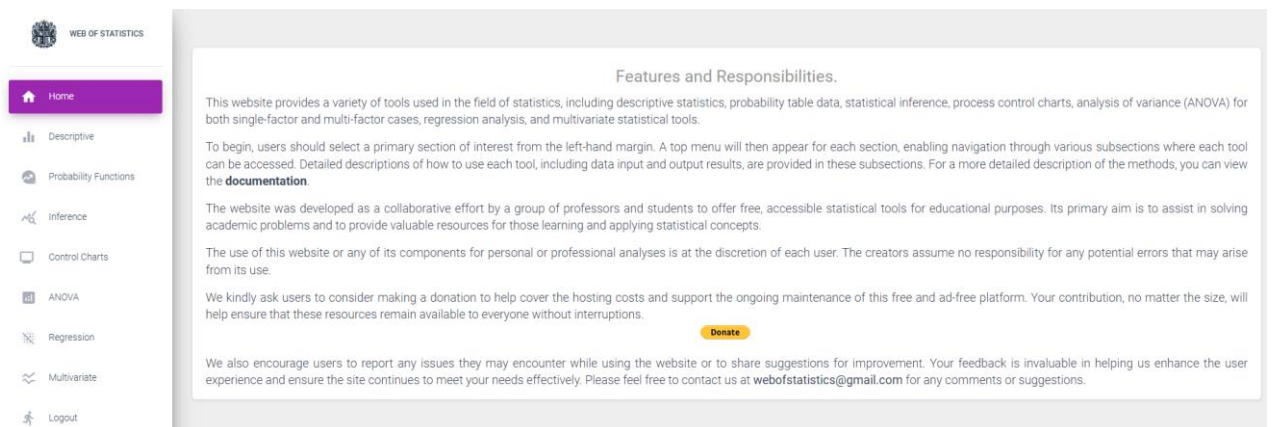 WEB OF STATISTICS
Home
Descriptive
Probability Functions
Inference
Control Charts
ANOVA
Regression
Multivariate
Logout
Features and Responsibilities.
This website provides a variety of tools used in the field of statistics, including descriptive statistics, probability table data, statistical inference, process control charts, analysis of variance (ANOVA) for
both single-factor and multi-factor cases, regression analysis, and multivariate statistical tools.
To begin, users should select a primary section of interest from the left-hand margin. A top menu will then appear for each section, enabling navigation through various subsections where each tool
can be accessed. Detailed descriptions of how to use each tool, including data input and output results, are provided in these subsections. For a more detailed description of the methods, you can view
the documentation.
The website was developed as a collaborative effort by a group of professors and students to offer free, accessible statistical tools for educational purposes. Its primary aim is to assist in solving
academic problems and to provide valuable resources for those learning and applying statistical concepts.
The use of this website or any of its components for personal or professional analyses is at the discretion of each user. The creators assume no responsibility for any potential errors that may arise
from its use.
We kindly ask users to consider making a donation to help cover the hosting costs and support the ongoing maintenance of this free and ad-free platform. Your contribution, no matter the size, will
help ensure that these resources remain available to everyone without interruptions.
Donate
We also encourage users to report any issues they may encounter while using the website or to share suggestions for improvement. Your feedback is invaluable in helping us enhance the user
experience and ensure the site continues to meet your needs effectively. Please feel free to contact us at webofstatistics@gmail.com for any comments or suggestions.